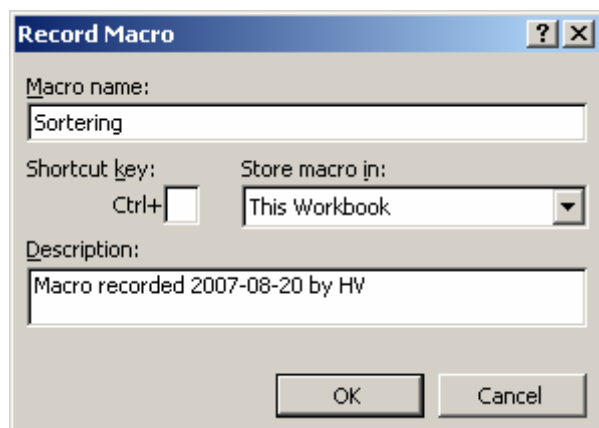 Record Macro
Macro name:
Sortering
Shortcut key:
Store macro in:
Ctrl+
This Workbook
Description:
Macro recorded 2007-08-20 by HV
OK
Cancel